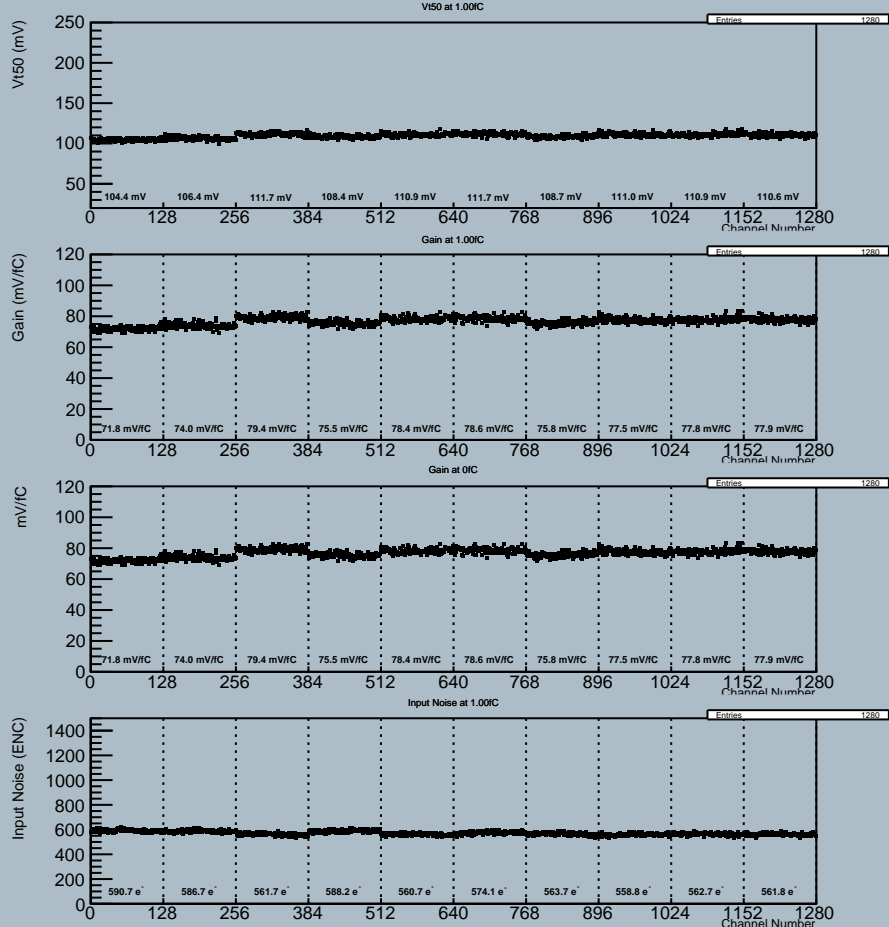 Vt50 at 1.00fC
Entries 1280
Vt50 (mV)
250
200
150
100
50
104.4 mV 106.4 mV 111.7 mV 108.4 mV 110.9 mV 111.7 mV 108.7 mV 111.0 mV 110.9 mV 110.6 mV
0 128 256 384 512 640 768 896 1024 1152 1280
Channel Number
Gain at 1.00fC
Entries 1280
Gain (mV/fC)
120
100
80
60
40
20
0
71.8 mV/fC 74.0 mV/fC 79.4 mV/fC 75.5 mV/fC 78.4 mV/fC 78.6 mV/fC 75.8 mV/fC 77.5 mV/fC 77.8 mV/fC 77.9 mV/fC
0 128 256 384 512 640 768 896 1024 1152 1280
Channel Number
Gain at 0fC
Entries 1280
mV/fC
120
100
80
60
40
20
0
71.8 mV/fC 74.0 mV/fC 79.4 mV/fC 75.5 mV/fC 78.4 mV/fC 78.6 mV/fC 75.8 mV/fC 77.5 mV/fC 77.8 mV/fC 77.9 mV/fC
0 128 256 384 512 640 768 896 1024 1152 1280
Channel Number
Input Noise at 1.00fC
Entries 1280
Input Noise (ENC)
1400
1200
1000
800
600
400
200
0
590.7 e⁻ 586.7 e⁻ 561.7 e⁻ 588.2 e⁻ 560.7 e⁻ 574.1 e⁻ 563.7 e⁻ 558.8 e⁻ 562.7 e⁻ 561.8 e⁻
0 128 256 384 512 640 768 896 1024 1152 1280
Channel Number